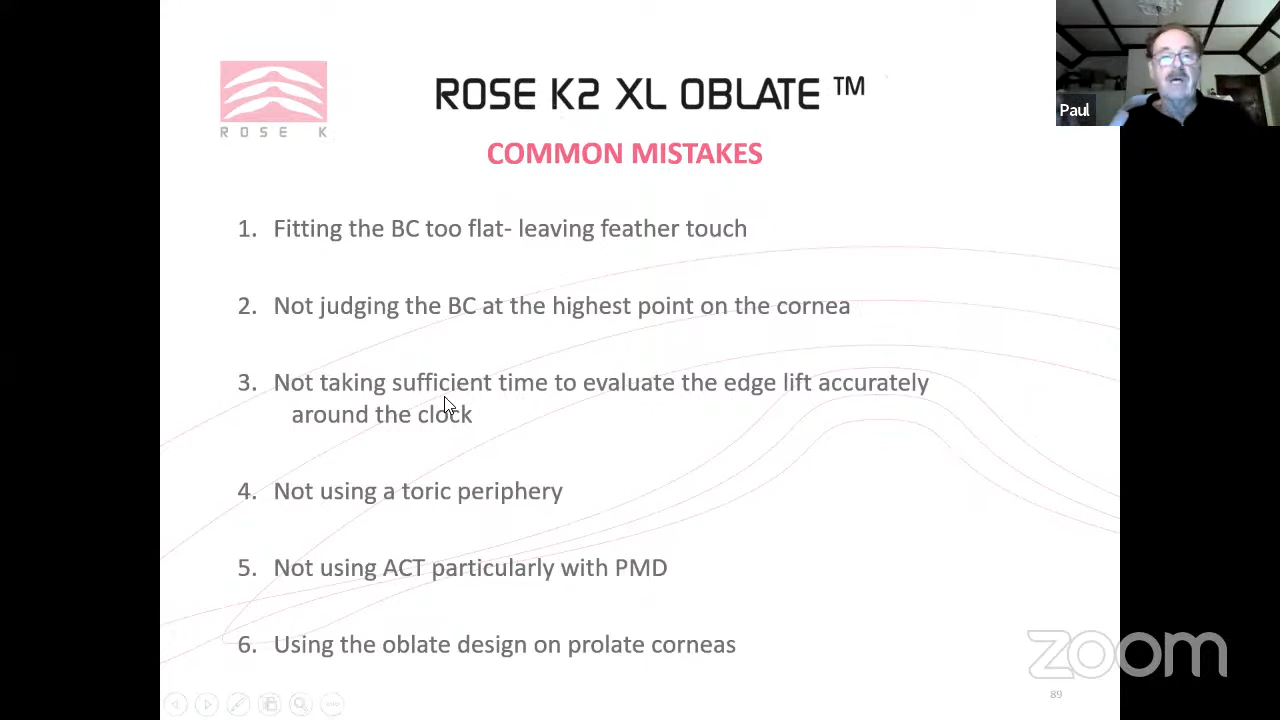 ROSE K
ROSE K2 XL OBLATE ™
Paul
COMMON MISTAKES
1. Fitting the BC too flat- leaving feather touch
2. Not judging the BC at the highest point on the cornea
3. Not taking sufficient time to evaluate the edge lift accurately
around the clock
4. Not using a toric periphery
5. Not using ACT particularly with PMD
6. Using the oblate design on prolate corneas
zoom
89